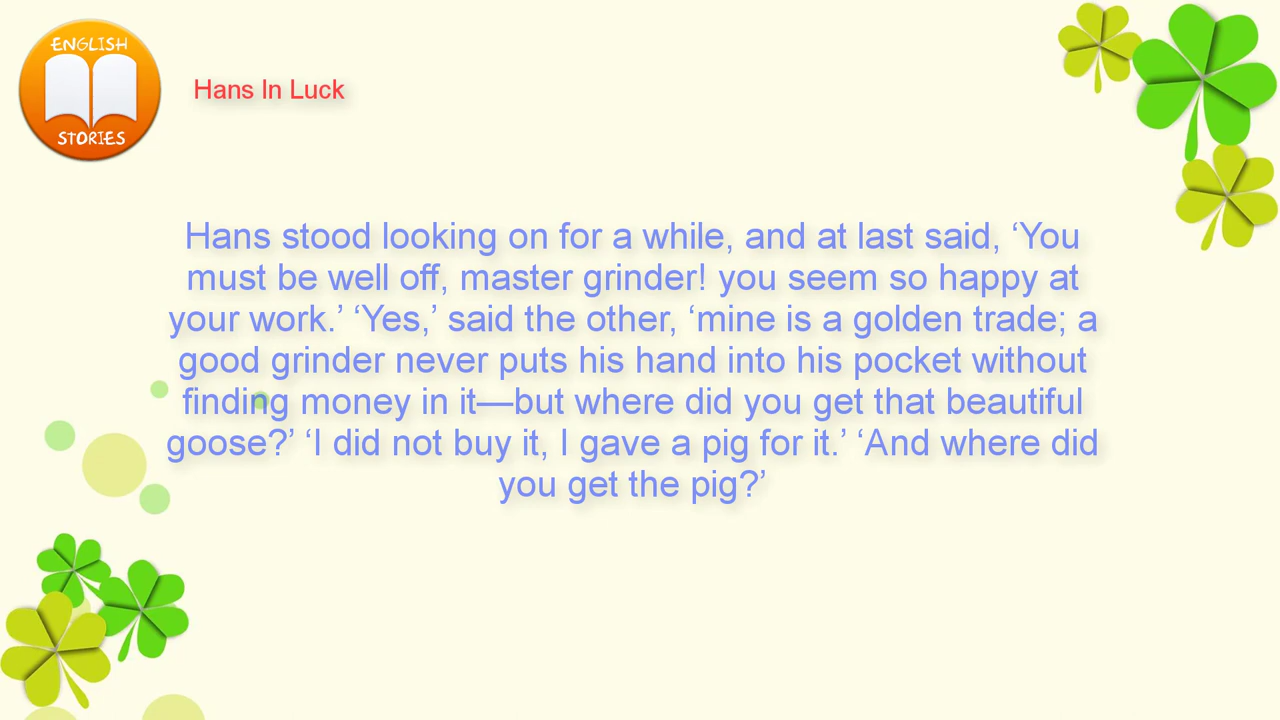 ENGLISH
STORIES
Hans In Luck
Hans stood looking on for a while, and at last said, ‘You
must be well off, master grinder! you seem so happy at
your work.’ ‘Yes,’ said the other, ‘mine is a golden trade; a
good grinder never puts his hand into his pocket without
finding money in it—but where did you get that beautiful
goose?’ ‘I did not buy it, I gave a pig for it.’ ‘And where did
you get the pig?’